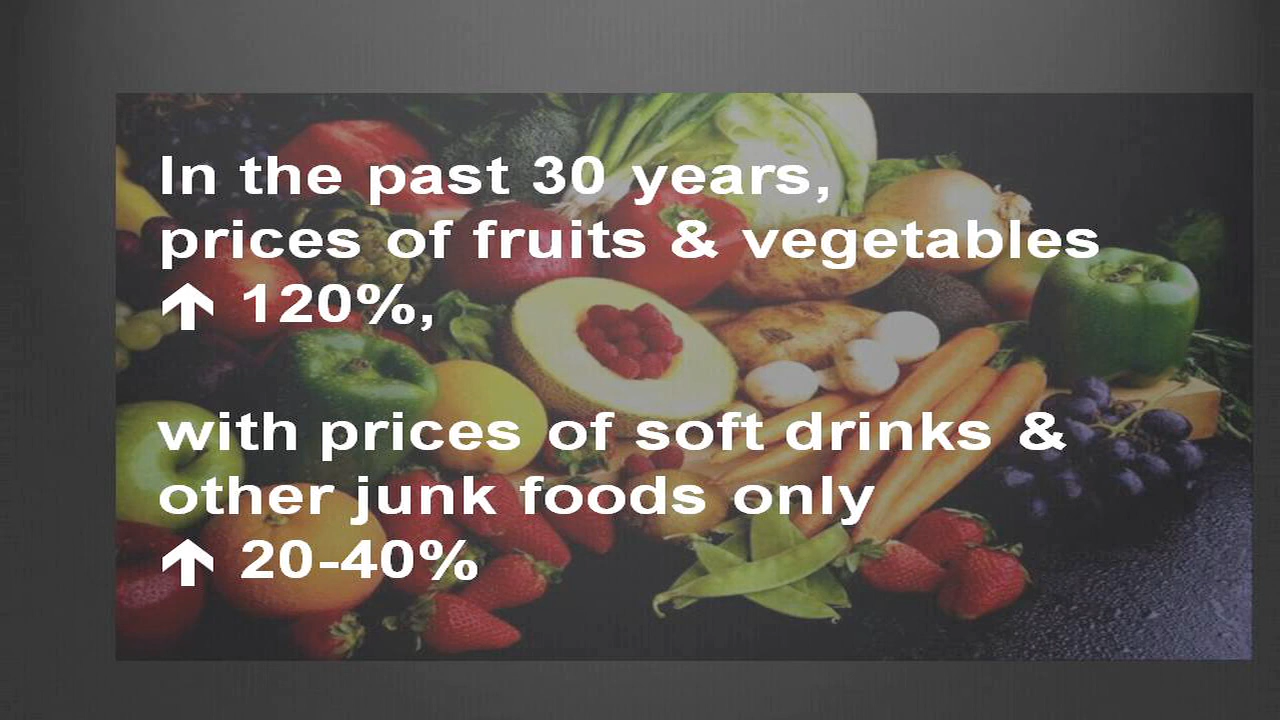 In the past 30 years,
prices of fruits & vegetables
↑ 120%,
with prices of soft drinks &
other junk foods only
↑ 20-40%